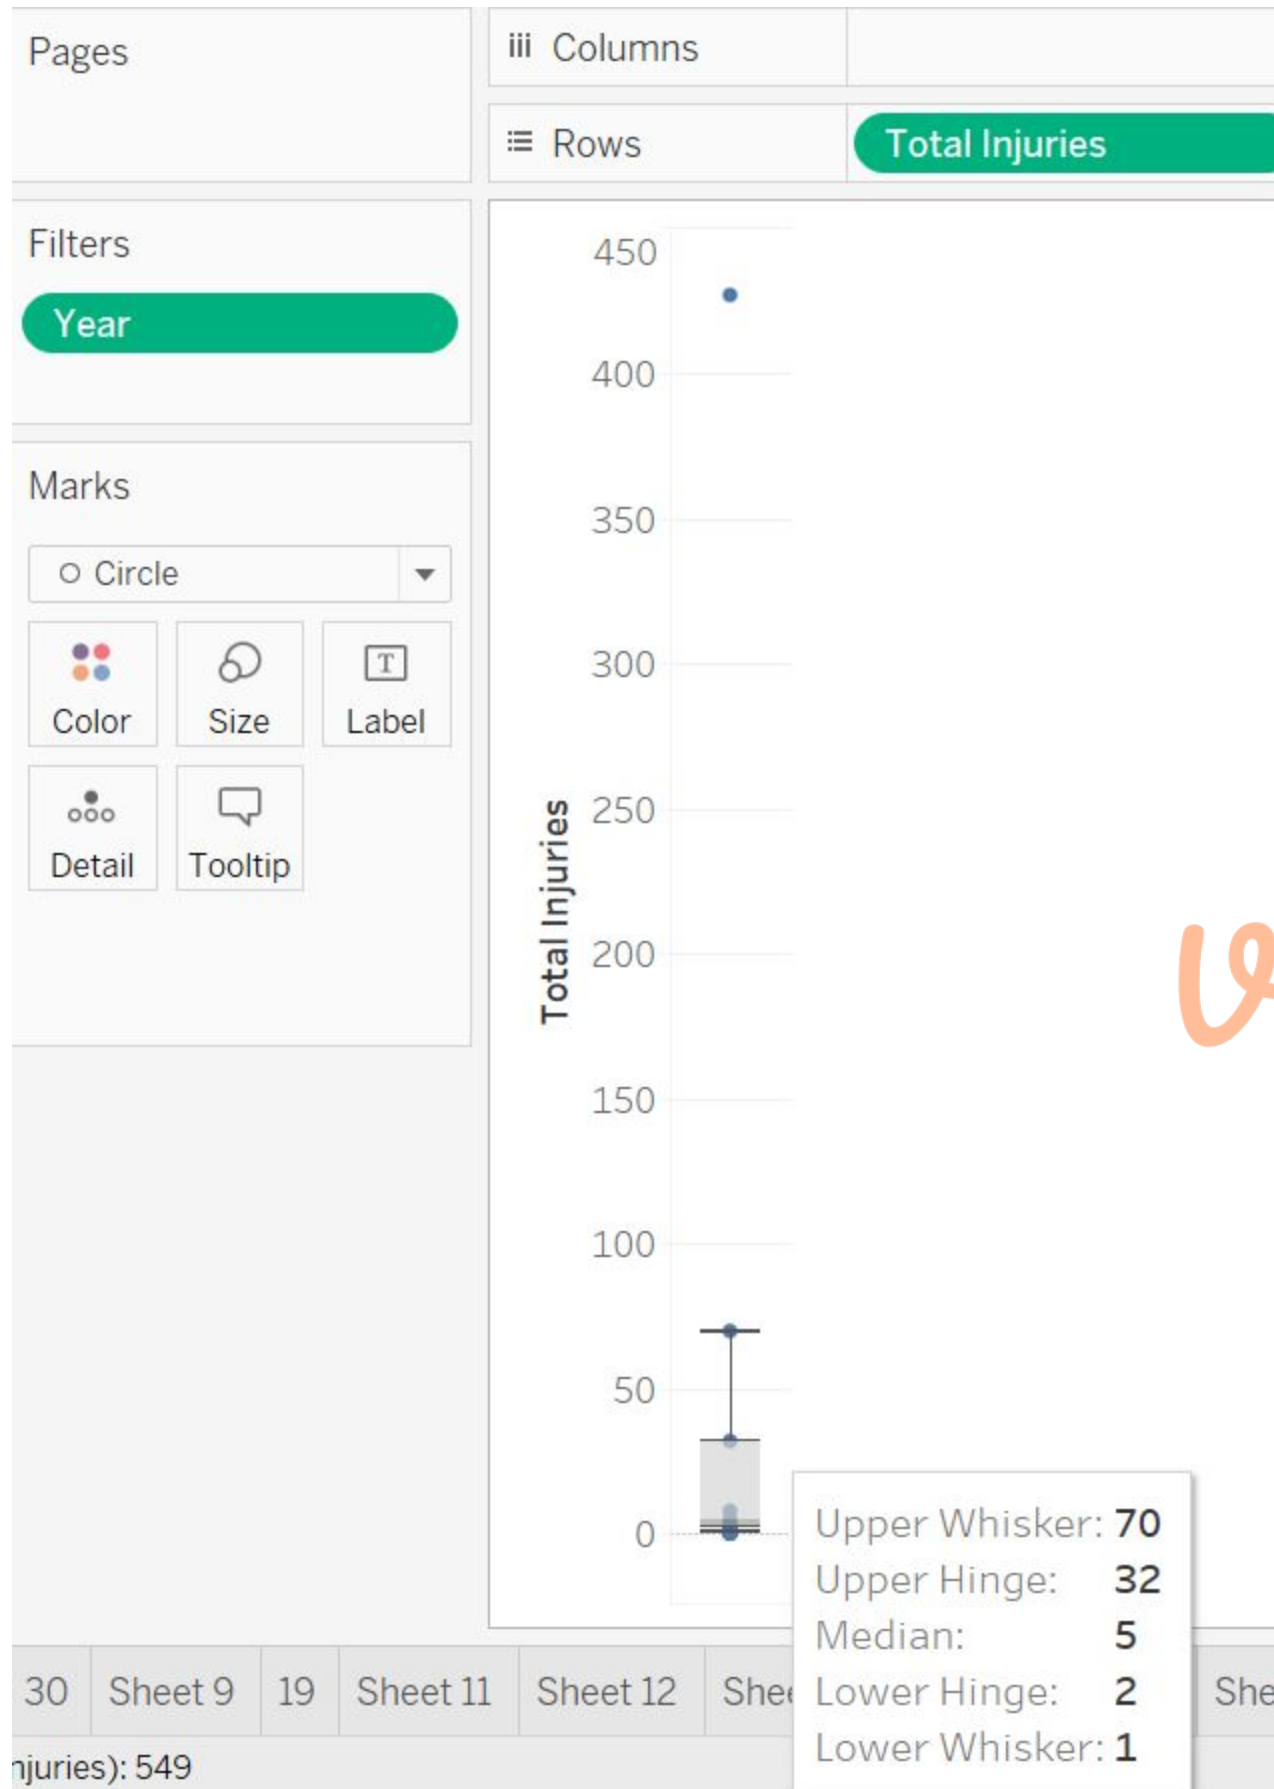 Pages
Columns
Rows
Total Injuries
Filters
Year
Marks
Circle
Color
Size
Label
Detail
Tooltip
Total Injuries
450
400
350
300
250
200
150
100
50
0
Upper Whisker: 70
Upper Hinge: 32
Median: 5
Lower Hinge: 2
Lower Whisker: 1
30
Sheet 9
19
Sheet 11
Sheet 12
njuries): 549